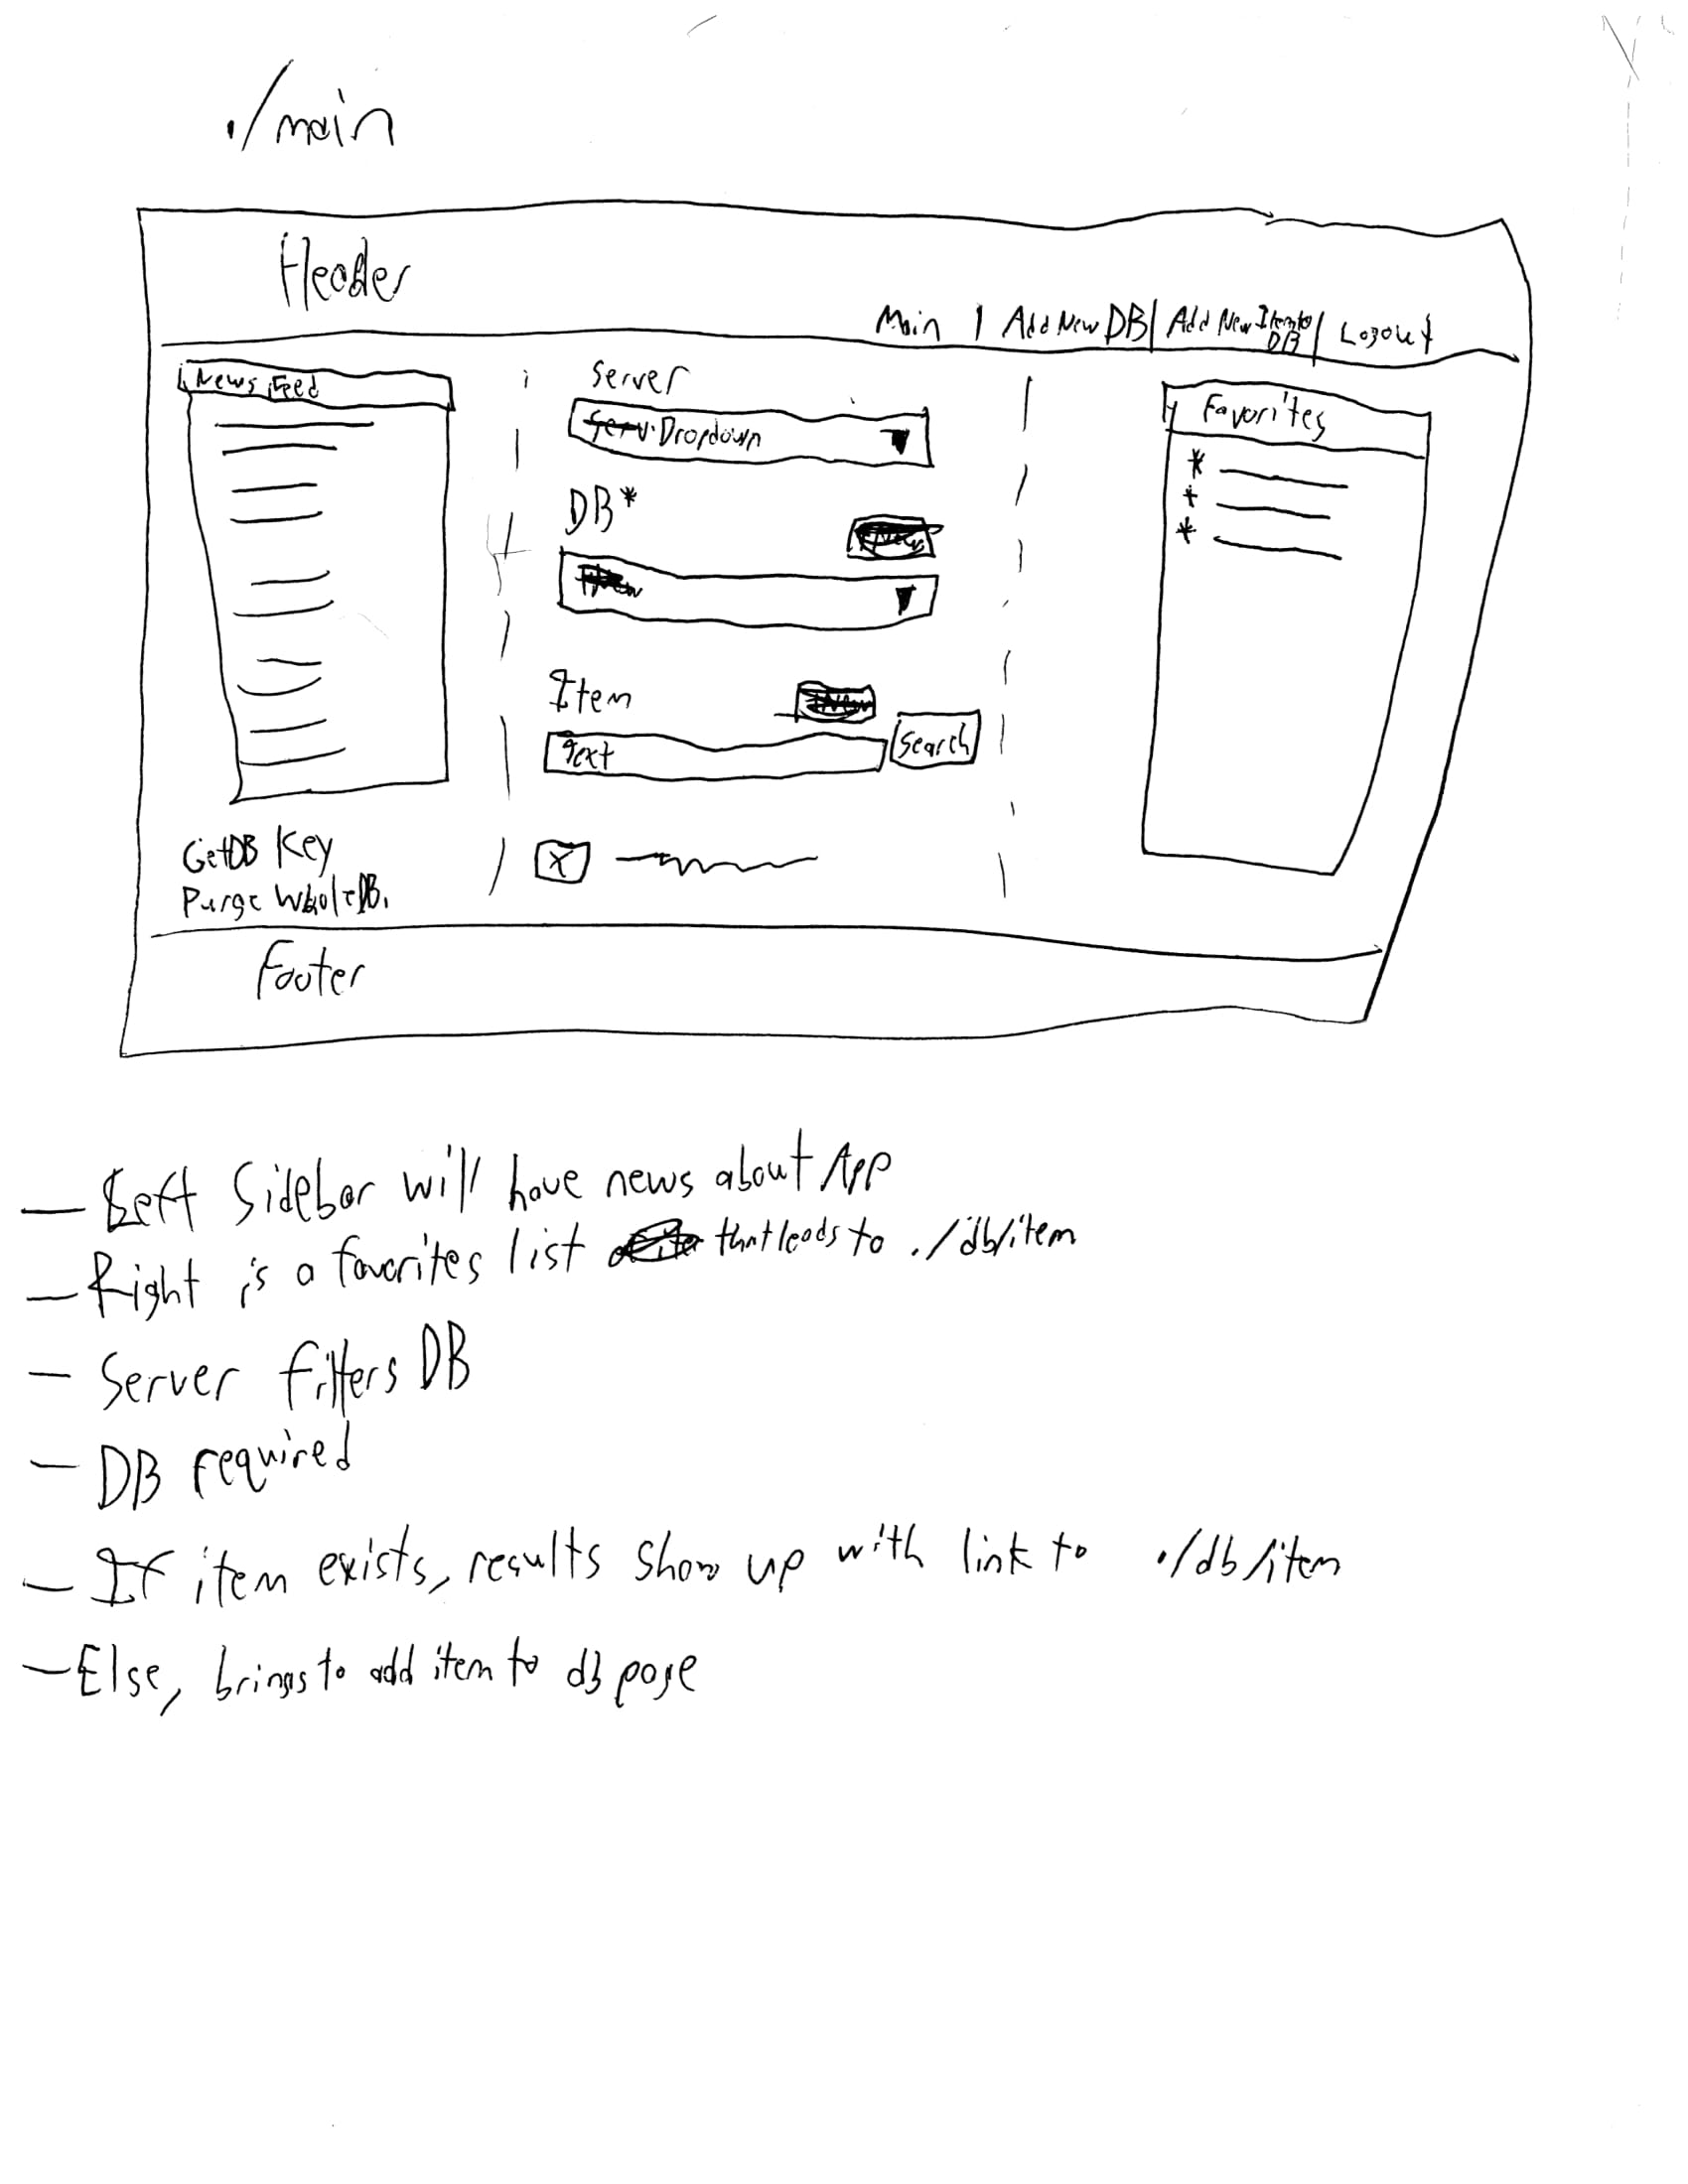 ./main
Header
Main | Add New DB | Add New Item to DB | Logout
News Feed
Server
Dropdown
DB*
Item
Text
Search
X
Favorites
*
*
*
Get DB Key
Purge Whole DB.
Footer
— Left Sidebar will have news about App
— Right is a favorites list that leads to ./db/item
— Server filters DB
— DB required
— If item exists, results show up with link to ./db/item
— Else, brings to add item to db page